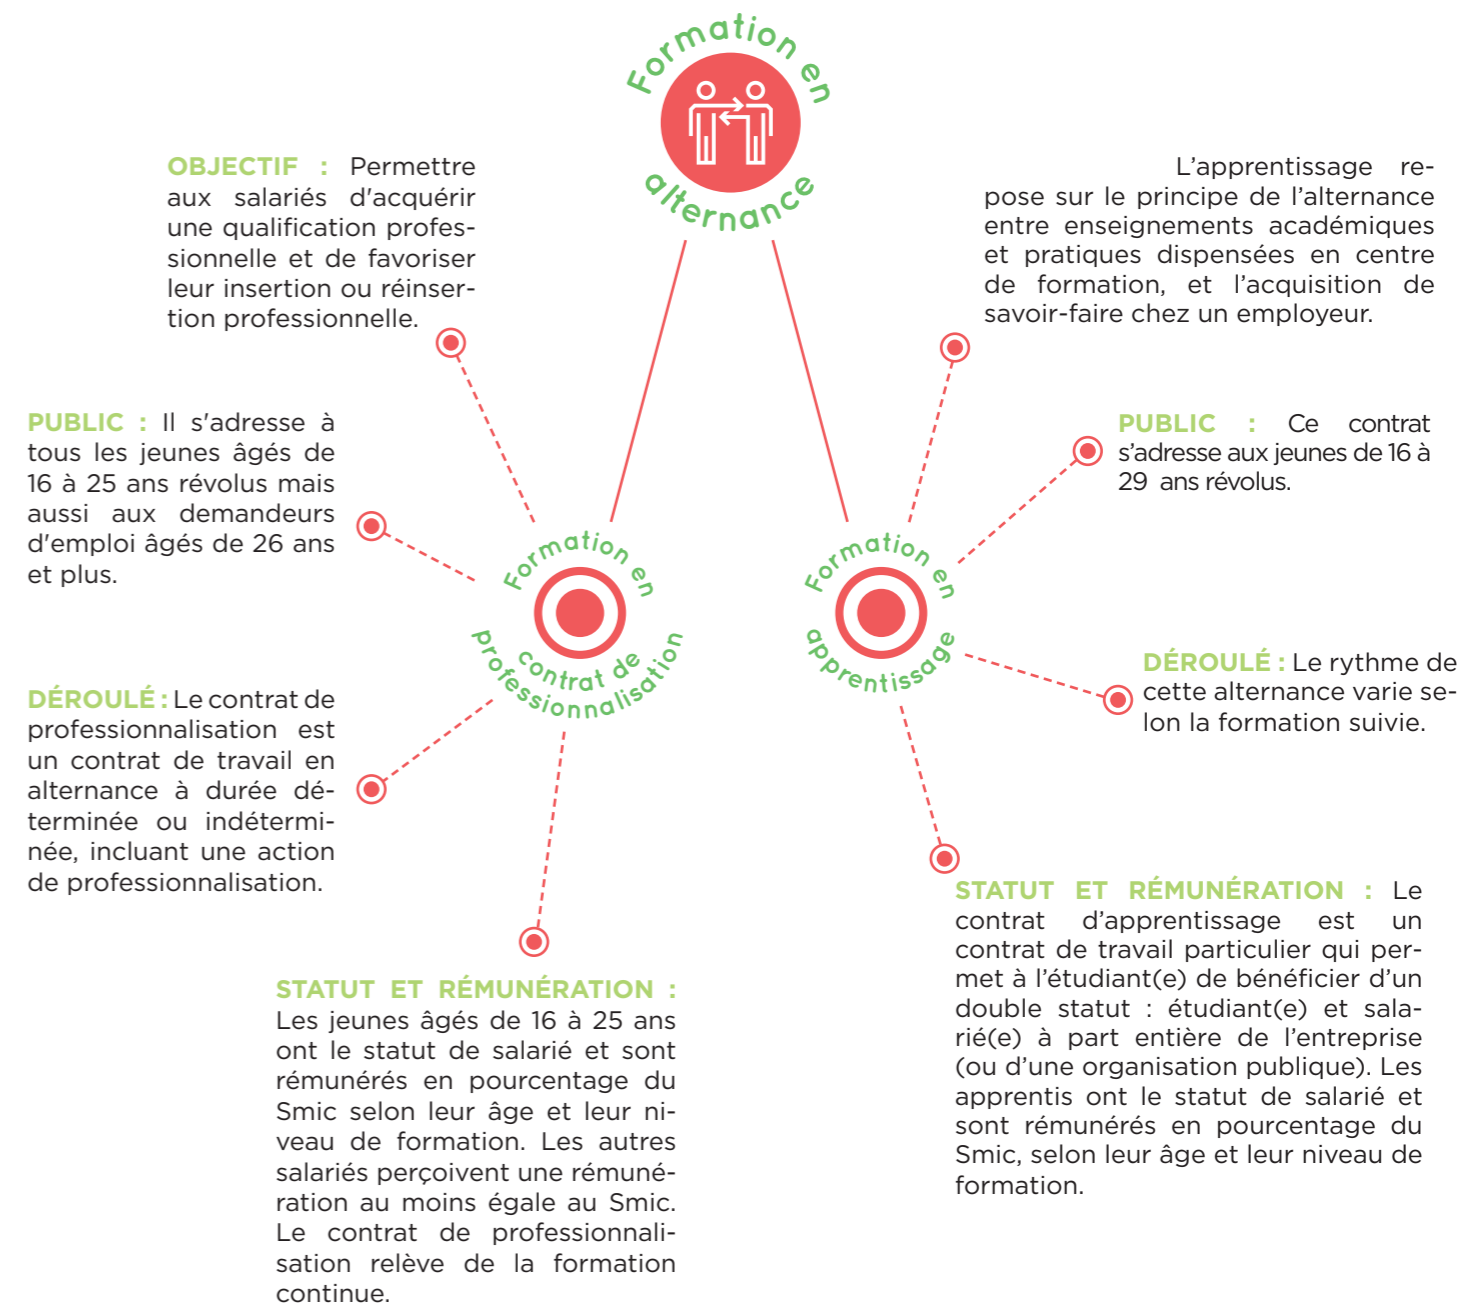 Formation en
alternance
OBJECTIF : Permettre
aux salariés d'acquérir
une qualification profes-
sionnelle et de favoriser
leur insertion ou réinser-
tion professionnelle.
PUBLIC : Il s'adresse à
tous les jeunes âgés de
16 à 25 ans révolus mais
aussi aux demandeurs
d'emploi âgés de 26 ans
et plus.
Formation en
contrat de
professionnalisation
DÉROULÉ : Le contrat de
professionnalisation est
un contrat de travail en
alternance à durée dé-
terminée ou indétermi-
née, incluant une action
de professionnalisation.
STATUT ET RÉMUNÉRATION :
Les jeunes âgés de 16 à 25 ans
ont le statut de salarié et sont
rémunérés en pourcentage du
Smic selon leur âge et leur ni-
veau de formation. Les autres
salariés perçoivent une rémuné-
ration au moins égale au Smic.
Le contrat de professionnali-
sation relève de la formation
continue.
L’apprentissage re-
pose sur le principe de l’alternance
entre enseignements académiques
et pratiques dispensées en centre
de formation, et l’acquisition de
savoir-faire chez un employeur.
PUBLIC : Ce contrat
s’adresse aux jeunes de 16 à
29 ans révolus.
Formation en
apprentissage
DÉROULÉ : Le rythme de
cette alternance varie se-
lon la formation suivie.
STATUT ET RÉMUNÉRATION : Le
contrat d’apprentissage est un
contrat de travail particulier qui per-
met à l’étudiant(e) de bénéficier d’un
double statut : étudiant(e) et sala-
rié(e) à part entière de l’entreprise
(ou d’une organisation publique). Les
apprentis ont le statut de salarié et
sont rémunérés en pourcentage du
Smic, selon leur âge et leur niveau de
formation.